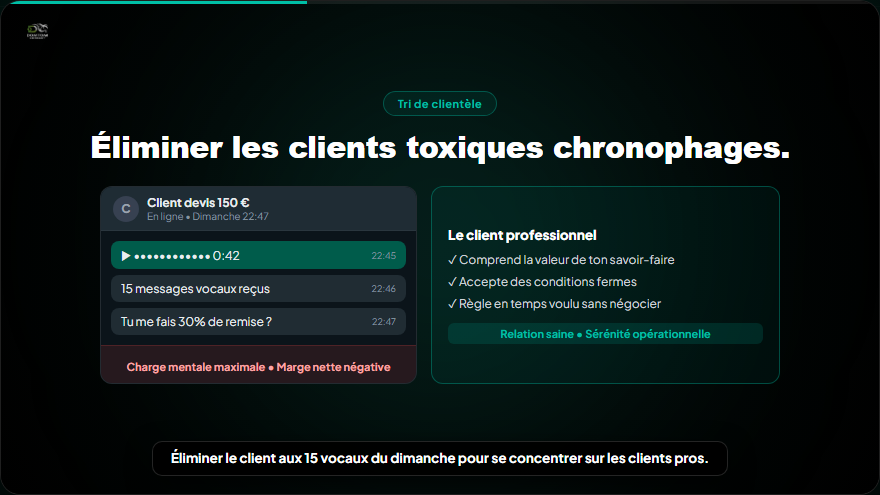 Tri de clientèle
Éliminer les clients toxiques chronophages.
C
Client devis 150 €
En ligne • Dimanche 22:47
▶ •••••••••••• 0:42
22:45
15 messages vocaux reçus
22:46
Tu me fais 30% de remise ?
22:47
Charge mentale maximale • Marge nette négative
Le client professionnel
✓ Comprend la valeur de ton savoir-faire
✓ Accepte des conditions fermes
✓ Règle en temps voulu sans négocier
Relation saine • Sérénité opérationnelle
Éliminer le client aux 15 vocaux du dimanche pour se concentrer sur les clients pros.